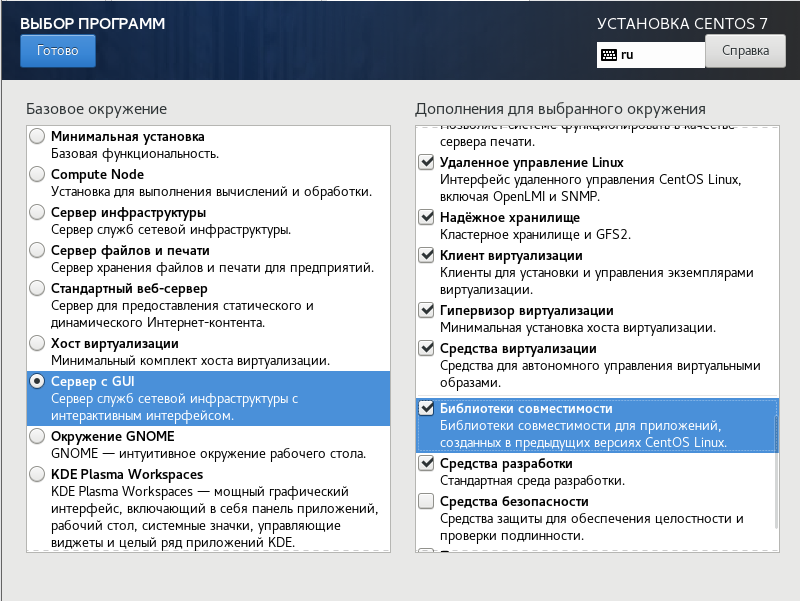 ВЫБОР ПРОГРАММ
УСТАНОВКА CENTOS 7
Готово
ru
Справка
Базовое окружение
Минимальная установка
Базовая функциональность.
Compute Node
Установка для выполнения вычислений и обработки.
Сервер инфраструктуры
Сервер служб сетевой инфраструктуры.
Сервер файлов и печати
Сервер хранения файлов и печати для предприятий.
Стандартный веб-сервер
Сервер для предоставления статического и
динамического Интернет-контента.
Хост виртуализации
Минимальный комплект хоста виртуализации.
Сервер с GUI
Сервер служб сетевой инфраструктуры с
интерактивным интерфейсом.
Окружение GNOME
GNOME — интуитивное окружение рабочего стола.
KDE Plasma Workspaces
KDE Plasma Workspaces — мощный графический
интерфейс, включающий в себя панель приложений,
рабочий стол, системные значки, управляющие
виджеты и целый ряд приложений KDE.
Дополнения для выбранного окружения
Позволяет системе функционировать в качестве
сервера печати.
Удаленное управление Linux
Интерфейс удаленного управления CentOS Linux,
включая OpenLMI и SNMP.
Надёжное хранилище
Кластерное хранилище и GFS2.
Клиент виртуализации
Клиенты для установки и управления экземплярами
виртуализации.
Гипервизор виртуализации
Минимальная установка хоста виртуализации.
Средства виртуализации
Средства для автономного управления виртуальными
образами.
Библиотеки совместимости
Библиотеки совместимости для приложений,
созданных в предыдущих версиях CentOS Linux.
Средства разработки
Стандартная среда разработки.
Средства безопасности
Средства защиты для обеспечения целостности и
проверки подлинности.